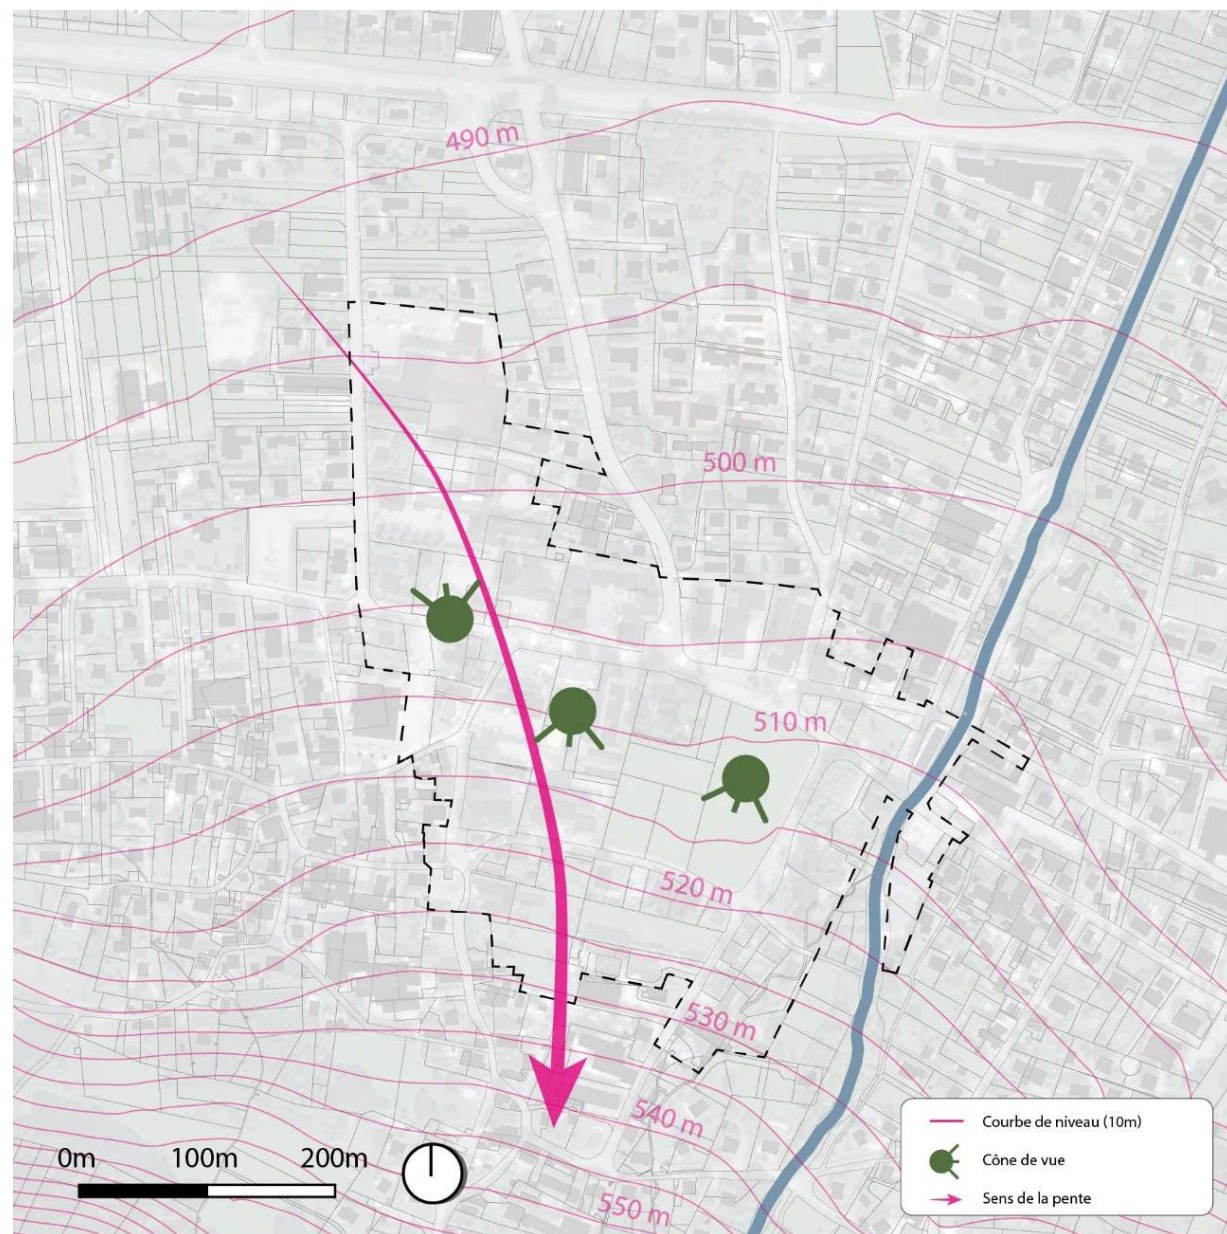 490 m
500 m
510 m
520 m
530 m
540 m
550 m
0m 100m 200m
Courbe de niveau (10m)
Cône de vue
Sens de la pente